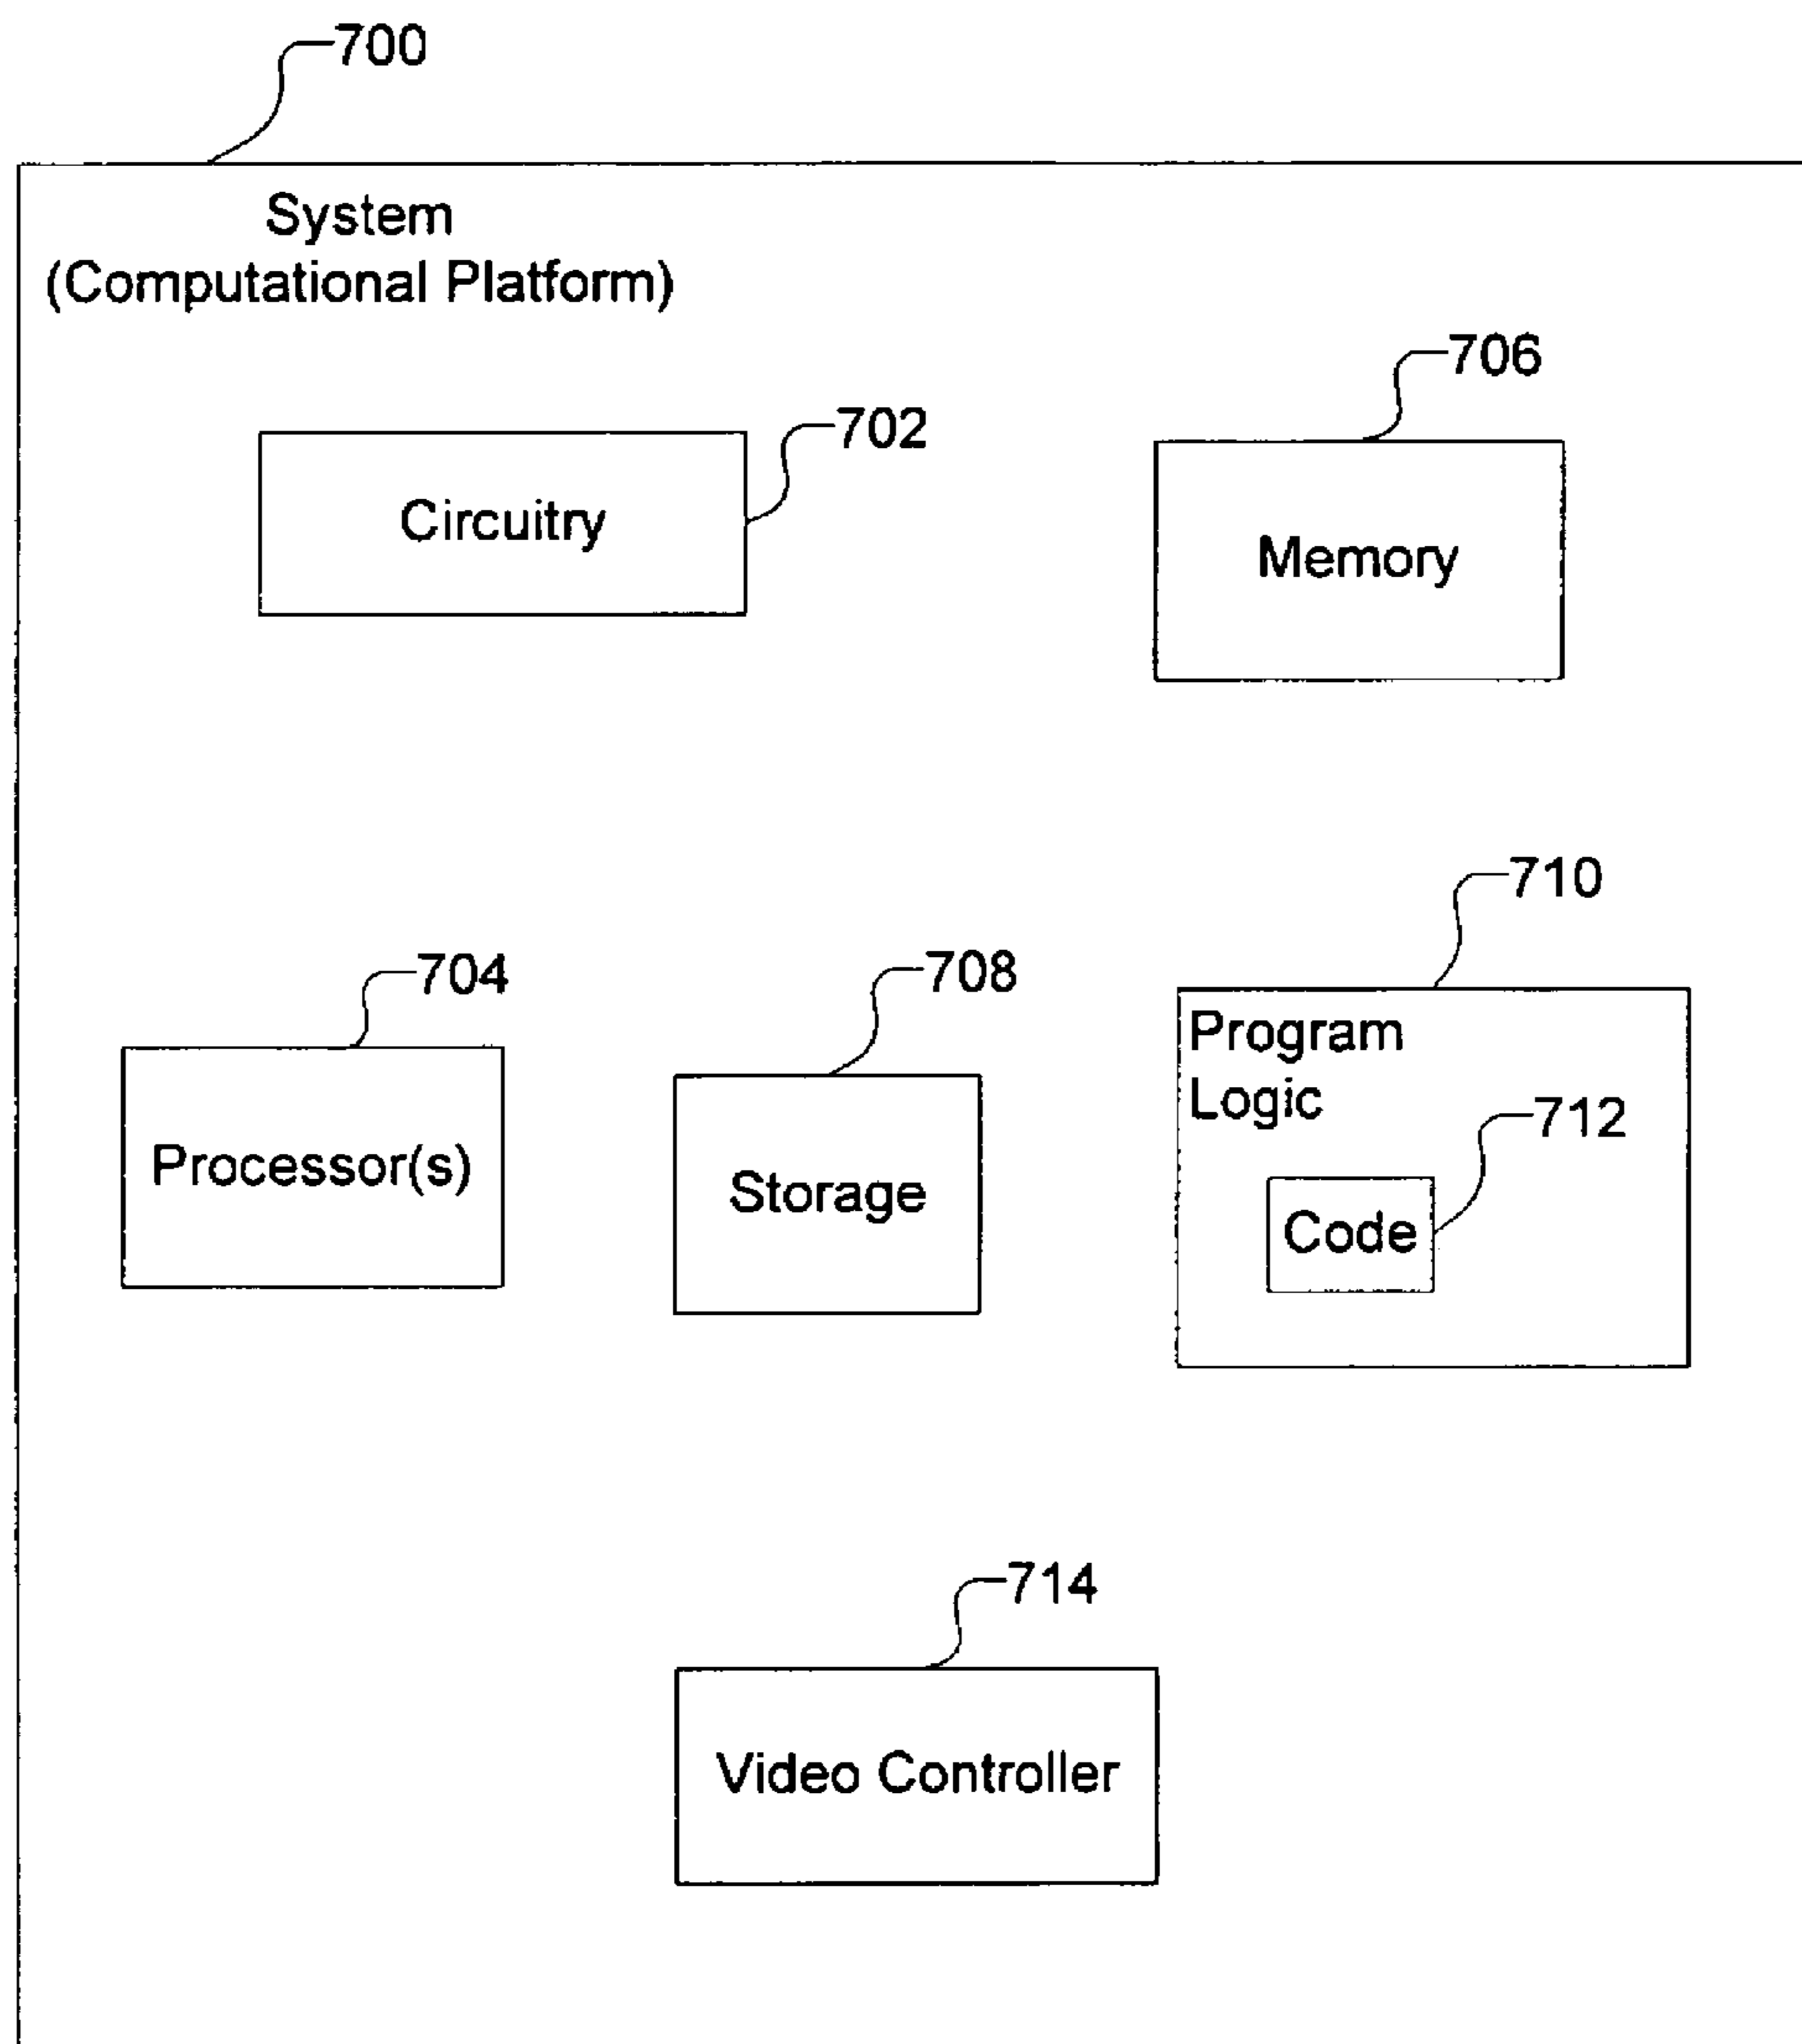 700
System
(Computational Platform)
706
702
Circuitry
Memory
710
704
708
Program
Logic
712
Processor(s)
Storage
Code
714
Video Controller